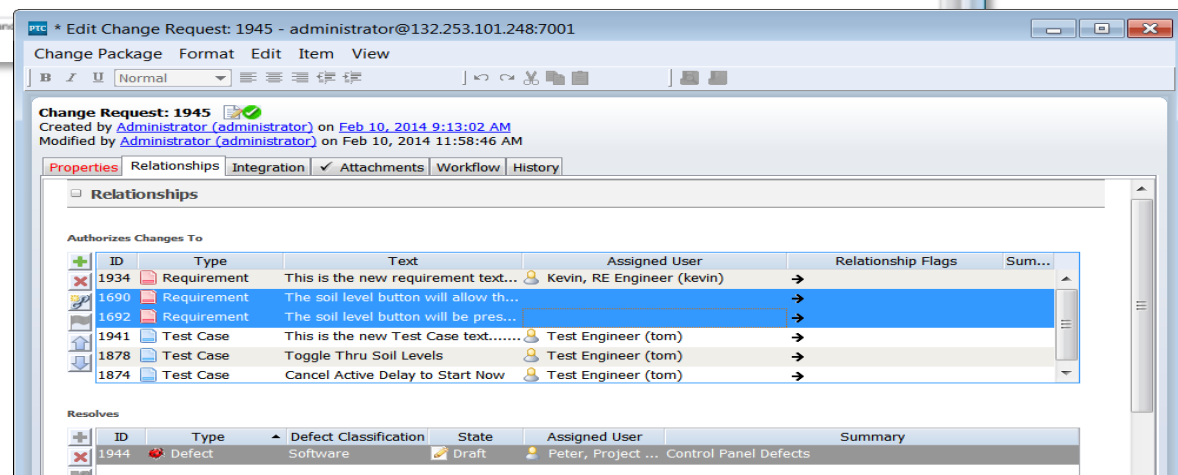 PTC * Edit Change Request: 1945 - administrator@132.253.101.248:7001
Change Package Format Edit Item View
B I U Normal
Change Request: 1945
Created by Administrator (administrator) on Feb 10, 2014 9:13:02 AM
Modified by Administrator (administrator) on Feb 10, 2014 11:58:46 AM
Properties Relationships Integration ✓ Attachments Workflow History
Relationships
Authorizes Changes To
ID Type Text Assigned User Relationship Flags Sum...
1934 Requirement This is the new requirement text... Kevin, RE Engineer (kevin) →
1690 Requirement The soil level button will allow th... →
1692 Requirement The soil level button will be pres... →
1941 Test Case This is the new Test Case text....... Test Engineer (tom) →
1878 Test Case Toggle Thru Soil Levels Test Engineer (tom) →
1874 Test Case Cancel Active Delay to Start Now Test Engineer (tom) →
Resolves
ID Type Defect Classification State Assigned User Summary
1944 Defect Software Draft Peter, Project ... Control Panel Defects